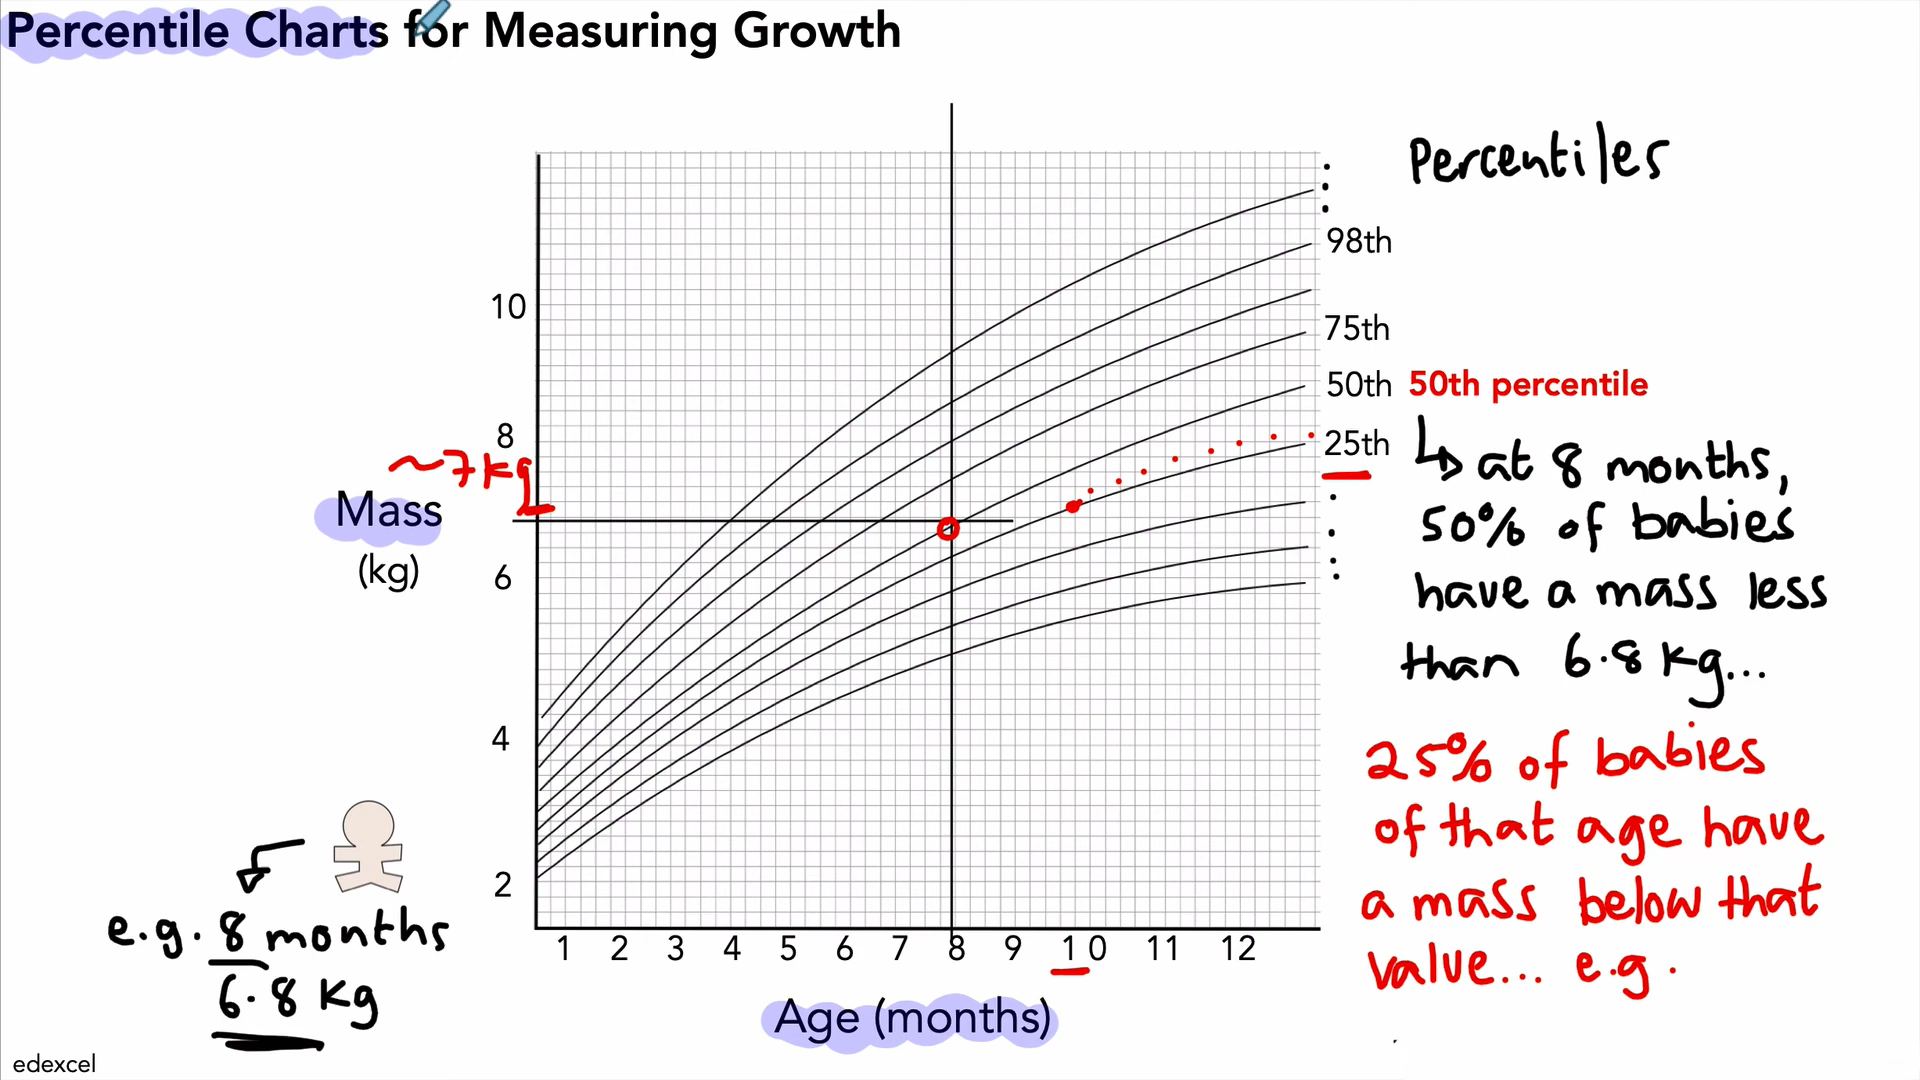 Percentile Charts for Measuring Growth
Percentiles
98th
75th
50th
50th percentile
25th
↳ at 8 months,
50% of babies
have a mass less
than 6.8 kg...
25% of babies
of that age have
a mass below that
value... e.g.
10
8
~7kg
Mass
(kg)
6
4
2
1 2 3 4 5 6 7 8 9 10 11 12
Age (months)
e.g. 8 months
6.8 kg
edexcel